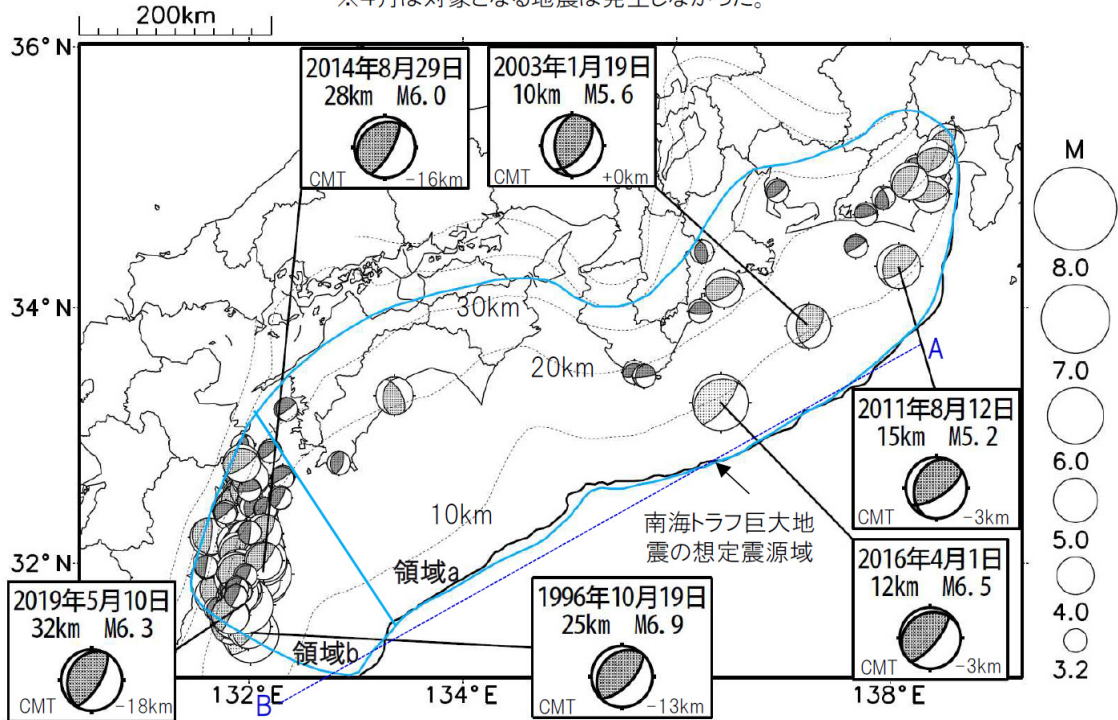 ※4月は対象となる地震は発生しなかった。
200km
36°N
34°N
32°N
132°E
134°E
138°E
2014年8月29日
28km M6.0
CMT -16km
2003年1月19日
10km M5.6
CMT +0km
M
8.0
7.0
6.0
5.0
4.0
3.2
30km
20km
10km
A
2011年8月12日
15km M5.2
CMT -3km
南海トラフ巨大地
震の想定震源域
2016年4月1日
12km M6.5
CMT -3km
領域a
領域b
B
2019年5月10日
32km M6.3
CMT -18km
1996年10月19日
25km M6.9
CMT -13km